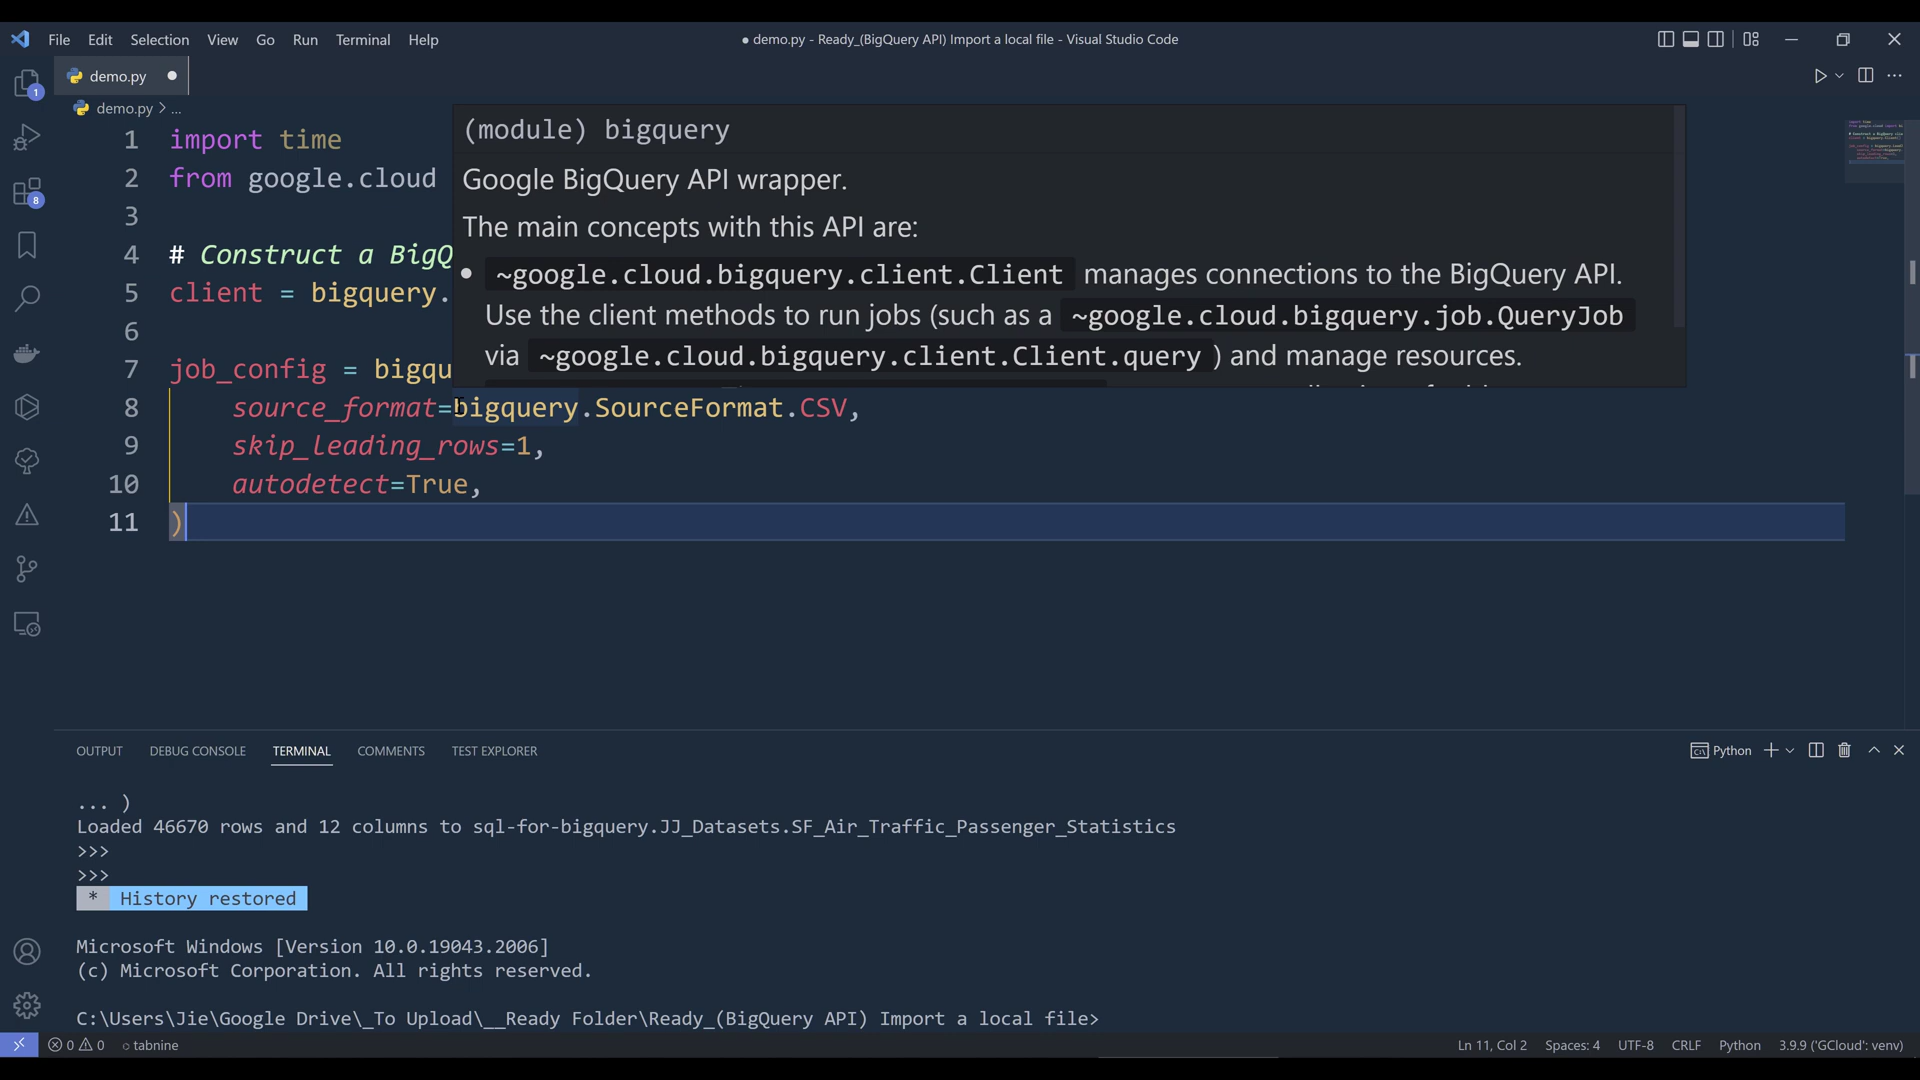 File Edit Selection View Go Run Terminal Help
● demo.py - Ready_(BigQuery API) Import a local file - Visual Studio Code
demo.py
demo.py > ...
1 import time
2 from google.cloud
3
4 # Construct a BigQ
5 client = bigquery.
6
7 job_config = bigqu
8 source_format=bigquery.SourceFormat.CSV,
9 skip_leading_rows=1,
10 autodetect=True,
11 )
(module) bigquery
Google BigQuery API wrapper.
The main concepts with this API are:
● ~google.cloud.bigquery.client.Client manages connections to the BigQuery API.
Use the client methods to run jobs (such as a ~google.cloud.bigquery.job.QueryJob
via ~google.cloud.bigquery.client.Client.query ) and manage resources.
1
8
OUTPUT DEBUG CONSOLE TERMINAL COMMENTS TEST EXPLORER
Python
... )
Loaded 46670 rows and 12 columns to sql-for-bigquery.JJ_Datasets.SF_Air_Traffic_Passenger_Statistics
>>>
>>>
* History restored
Microsoft Windows [Version 10.0.19043.2006]
(c) Microsoft Corporation. All rights reserved.
C:\Users\Jie\Google Drive\_To Upload\__Ready Folder\Ready_(BigQuery API) Import a local file>
0 0 tabnine
Ln 11, Col 2 Spaces: 4 UTF-8 CRLF Python 3.9.9 ('GCloud': venv)